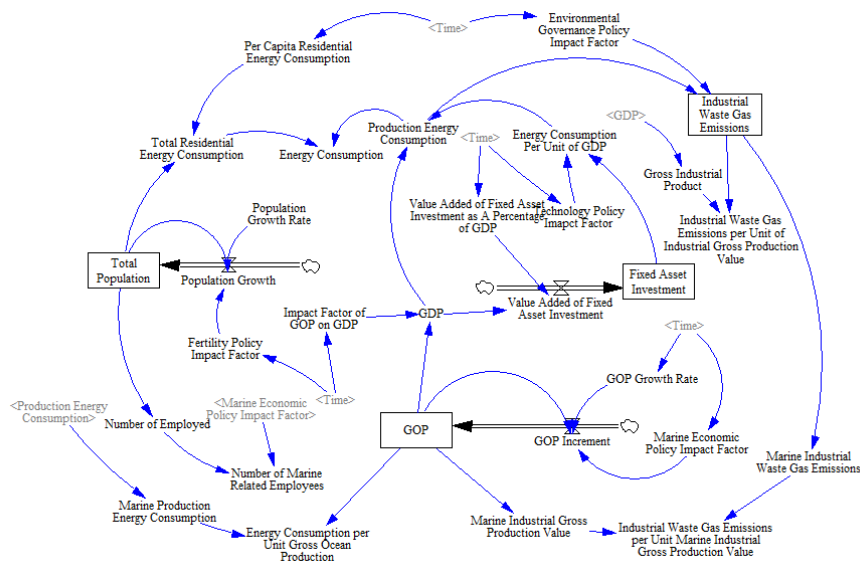 <Time>
Environmental
Governance Policy
Impact Factor
Per Capita Residential
Energy Consumption
Industrial
Waste Gas
Emissions
<GDP>
Total Residential
Energy Consumption
Energy Consumption
Production Energy
Consumption
<Time>
Energy Consumption
Per Unit of GDP
Gross Industrial
Product
Population
Growth Rate
Value Added of Fixed Asset
Investment as A Percentage
of GDP
Technology Policy
Imapct Factor
Industrial Waste Gas
Emissions per Unit of
Industrial Gross Production
Value
Total
Population
Population Growth
Fixed Asset
Investment
Value Added of Fixed
Asset Investment
Impact Factor of
GOP on GDP
GDP
Fertility Policy
Impact Factor
<Time>
<Time>
GOP Growth Rate
<Production Energy
Consumption>
<Marine Economic
Policy Impact Factor>
Number of Employed
GOP
GOP Increment
Marine Economic
Policy Impact Factor
Marine Industrial
Waste Gas Emissions
Number of Marine
Related Employees
Marine Production
Energy Consumption
Energy Consumption per
Unit Gross Ocean
Production
Marine Industrial Gross
Production Value
Industrial Waste Gas Emissions
per Unit Marine Industrial
Gross Production Value